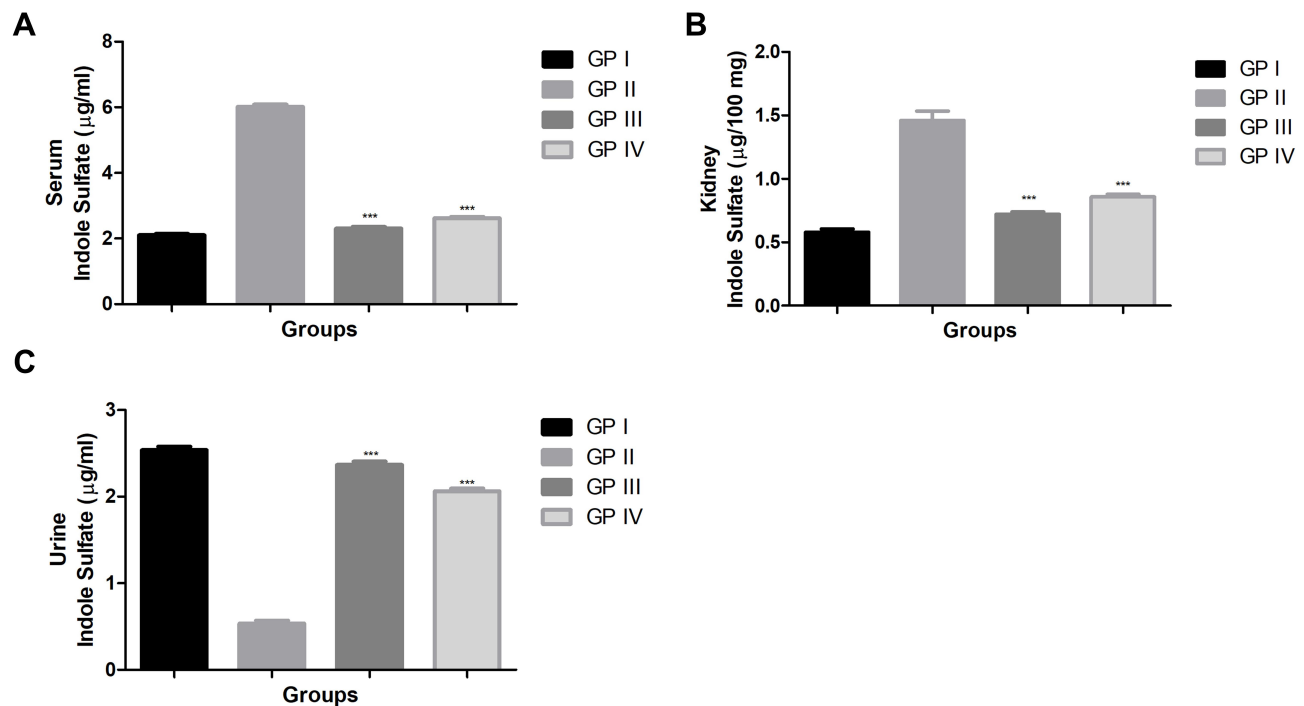 A
Serum
Indole Sulfate (μg/ml)
8
6
4
2
0
***
***
Groups
GP I
GP II
GP III
GP IV
B
Kidney
Indole Sulfate (μg/100 mg)
2.0
1.5
1.0
0.5
0.0
***
***
Groups
GP I
GP II
GP III
GP IV
C
Urine
Indole Sulfate (μg/ml)
3
2
1
0
***
***
Groups
GP I
GP II
GP III
GP IV